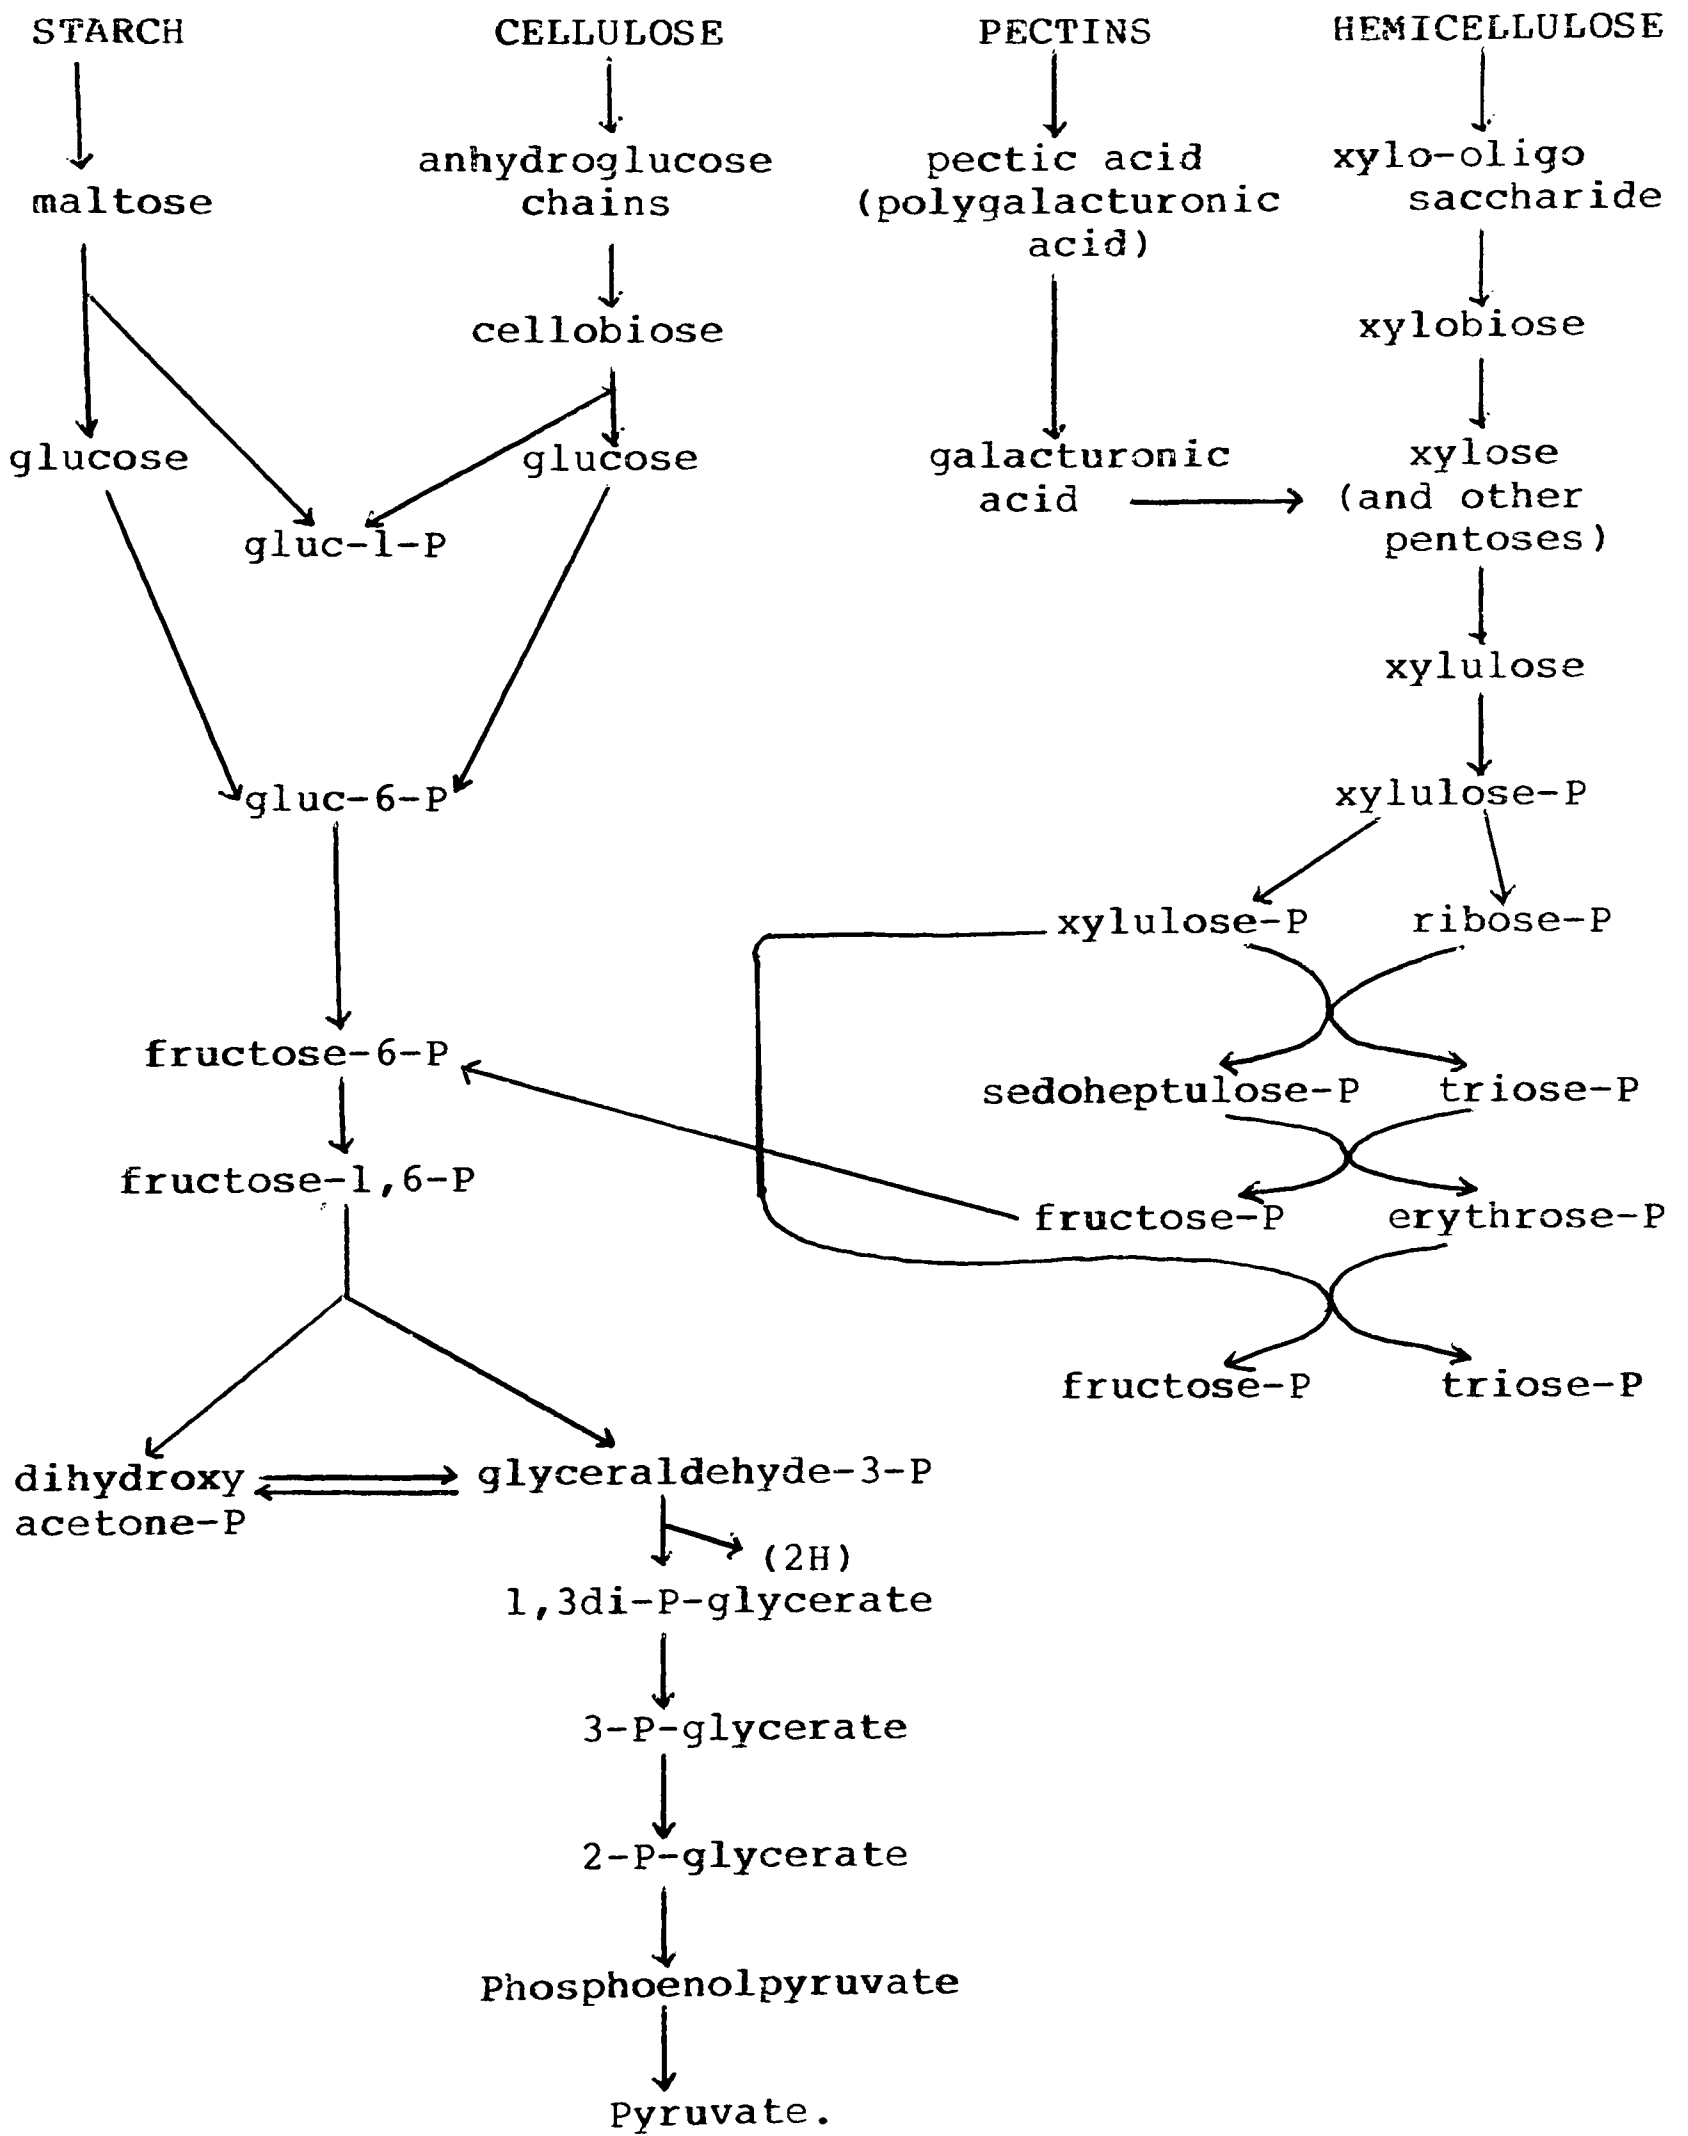 STARCH
CELLULOSE
PECTINS
HEMICELLULOSE
anhydroglucose
chains
pectic acid
(polygalacturonic
acid)
xylo-oligo
saccharide
maltose
cellobiose
xylobiose
glucose
glucose
galacturonic
acid
xylose
(and other
pentoses)
gluc-1-P
xylulose
gluc-6-P
xylulose-P
xylulose-P
ribose-P
fructose-6-P
sedoheptulose-P
triose-P
fructose-1,6-P
fructose-P
erythrose-P
fructose-P
triose-P
dihydroxy
acetone-P
glyceraldehyde-3-P
(2H)
1,3di-P-glycerate
3-P-glycerate
2-P-glycerate
Phosphoenolpyruvate
Pyruvate.